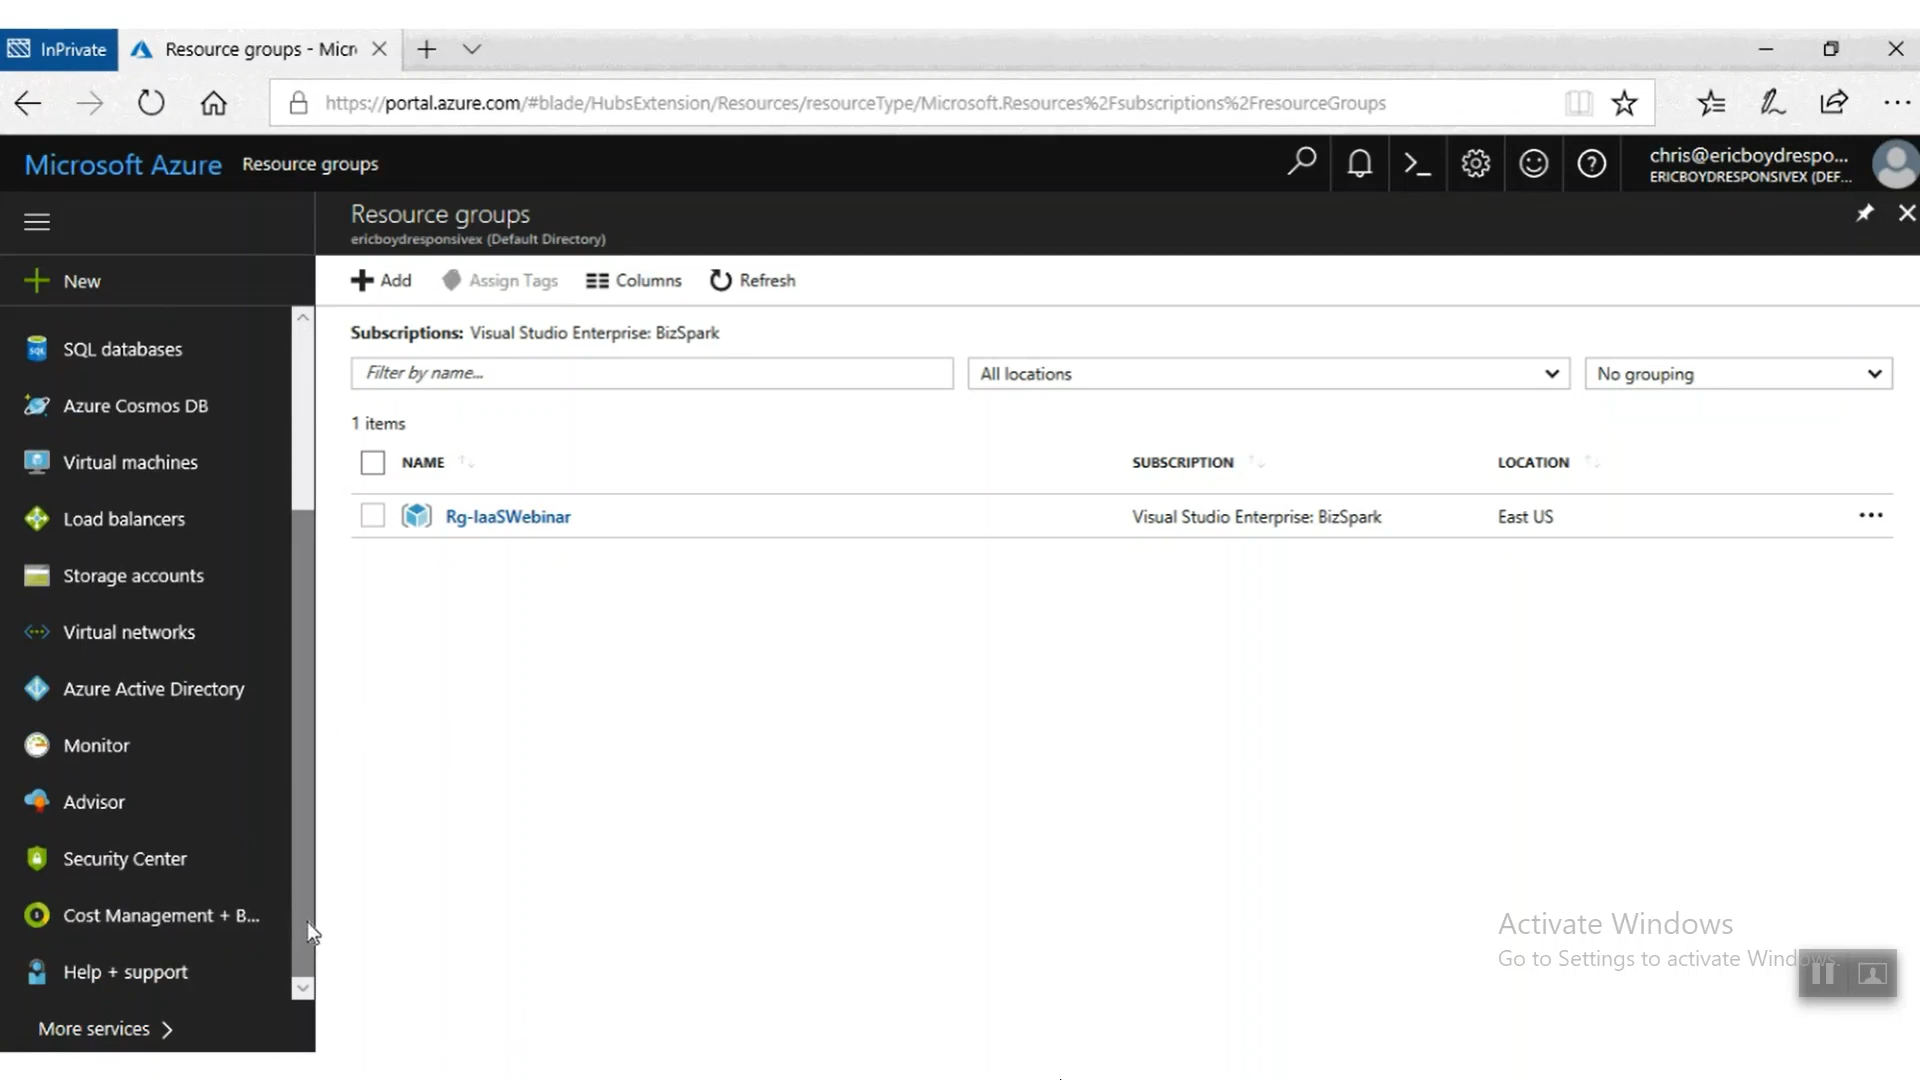 InPrivate
Resource groups - Micr
https://portal.azure.com/#blade/HubsExtension/Resources/resourceType/Microsoft.Resources%2Fsubscriptions%2FresourceGroups
Microsoft Azure Resource groups
chris@ericboydrespo...
ERICBOYDRESPONSIVEX (DEF...
Resource groups
ericboydresponsivex (Default Directory)
New
Add Assign Tags Columns Refresh
SQL databases
Azure Cosmos DB
Virtual machines
Load balancers
Storage accounts
Virtual networks
Azure Active Directory
Monitor
Advisor
Security Center
Cost Management + B...
Help + support
More services
Subscriptions: Visual Studio Enterprise: BizSpark
Filter by name... All locations No grouping
1 items
NAME SUBSCRIPTION LOCATION
Rg-IaaSWebinar Visual Studio Enterprise: BizSpark East US
Activate Windows
Go to Settings to activate Windows.